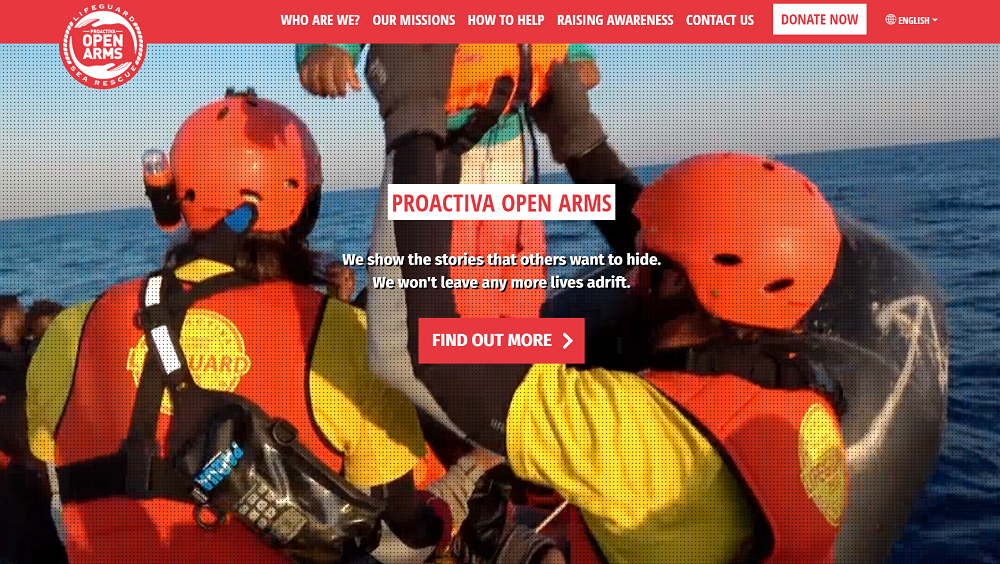 LIFEGUARD
PROACTIVA
OPEN
ARMS
SEA RESCUE
WHO ARE WE?
OUR MISSIONS
HOW TO HELP
RAISING AWARENESS
CONTACT US
DONATE NOW
ENGLISH
PROACTIVA OPEN ARMS
We show the stories that others want to hide.
We won't leave any more lives adrift.
FIND OUT MORE